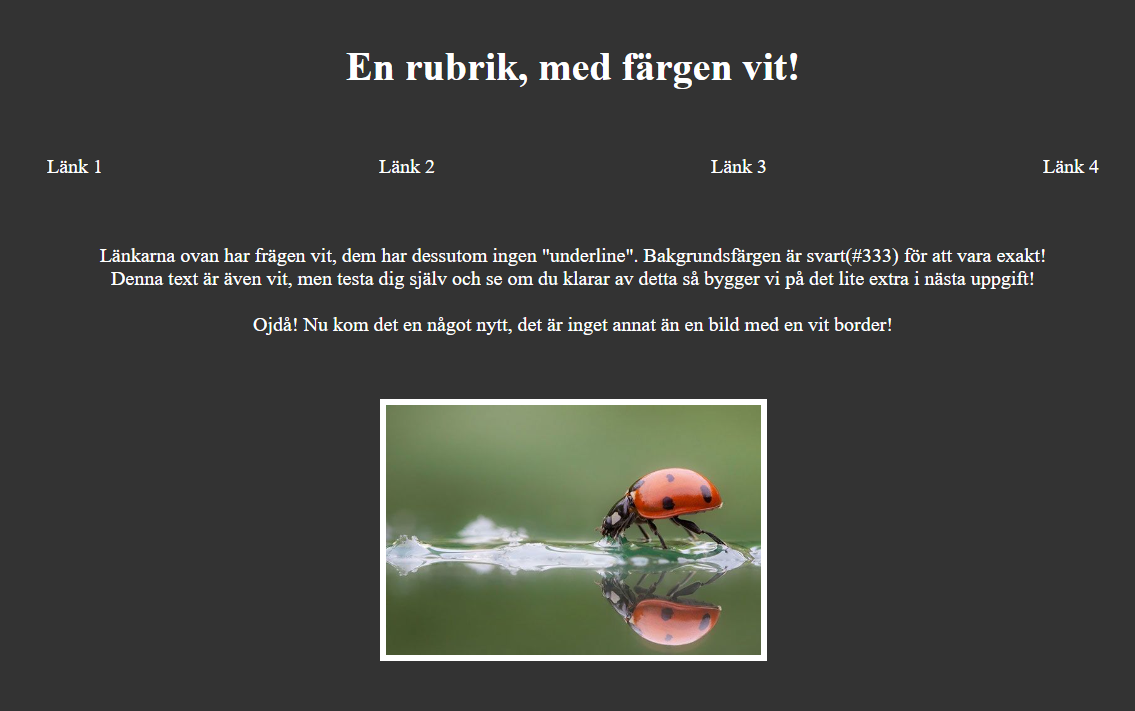 En rubrik, med färgen vit!
Länk 1 Länk 2 Länk 3 Länk 4
Länkarna ovan har frägen vit, dem har dessutom ingen "underline". Bakgrundsfärgen är svart(#333) för att vara exakt!
Denna text är även vit, men testa dig själv och se om du klarar av detta så bygger vi på det lite extra i nästa uppgift!
Ojdå! Nu kom det en något nytt, det är inget annat än en bild med en vit border!